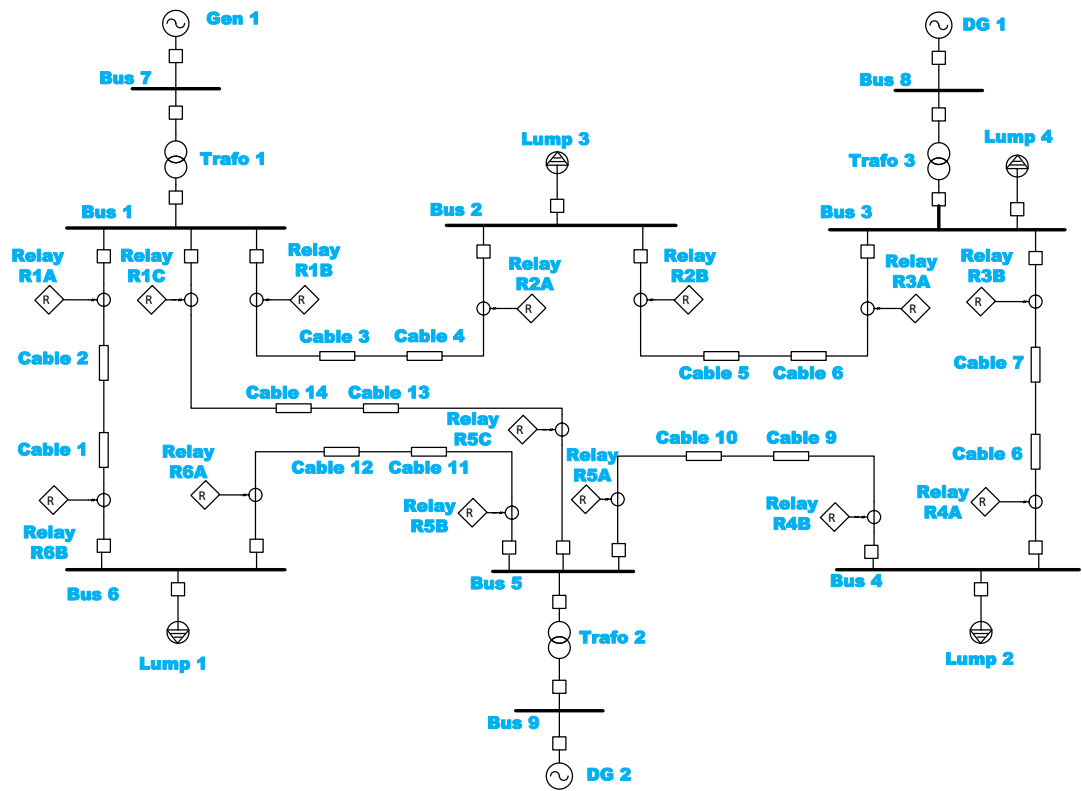 Gen 1
DG 1
Bus 7
Bus 8
Lump 3
Lump 4
Trafo 1
Trafo 3
Bus 1
Bus 2
Bus 3
Relay
R1A
Relay
R1C
Relay
R1B
Relay
R2A
Relay
R2B
Relay
R3A
Relay
R3B
R
R
R
R
R
R
R
Cable 3
Cable 4
Cable 2
Cable 5
Cable 6
Cable 7
Cable 14
Cable 13
Relay
R5C
R
Cable 10
Cable 9
Cable 1
Relay
R6A
R
Cable 12
Cable 11
Relay
R5A
R
Cable 6
Relay
R4A
R
R
Relay
R6B
Relay
R5B
R
Relay
R4B
R
Bus 6
Bus 5
Bus 4
Lump 1
Trafo 2
Lump 2
Bus 9
DG 2